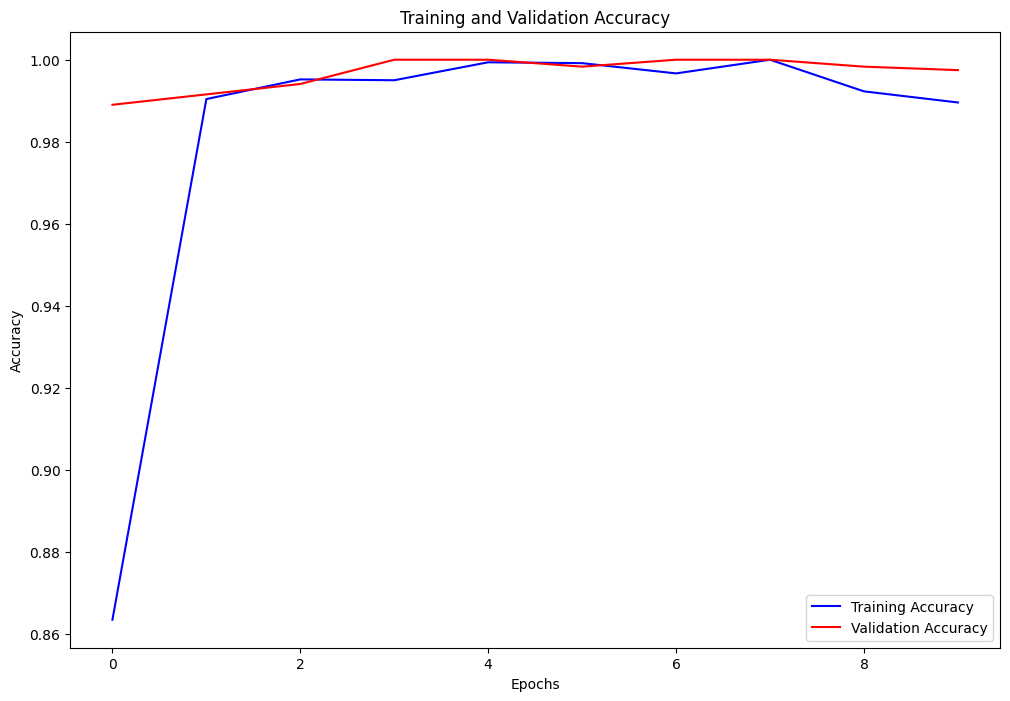 Training and Validation Accuracy
1.00
0.98
0.96
0.94
0.92
0.90
0.88
0.86
Accuracy
0 2 4 6 8
Epochs
Training Accuracy
Validation Accuracy